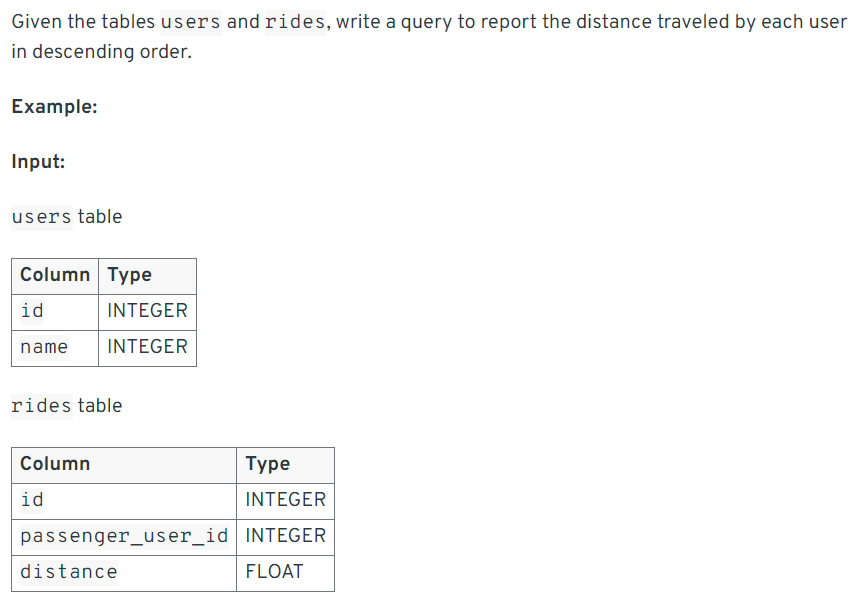 Given the tables users and rides, write a query to report the distance traveled by each user
in descending order.
Example:
Input:
users table
Column Type
id INTEGER
name INTEGER
rides table
Column Type
id INTEGER
passenger_user_id INTEGER
distance FLOAT